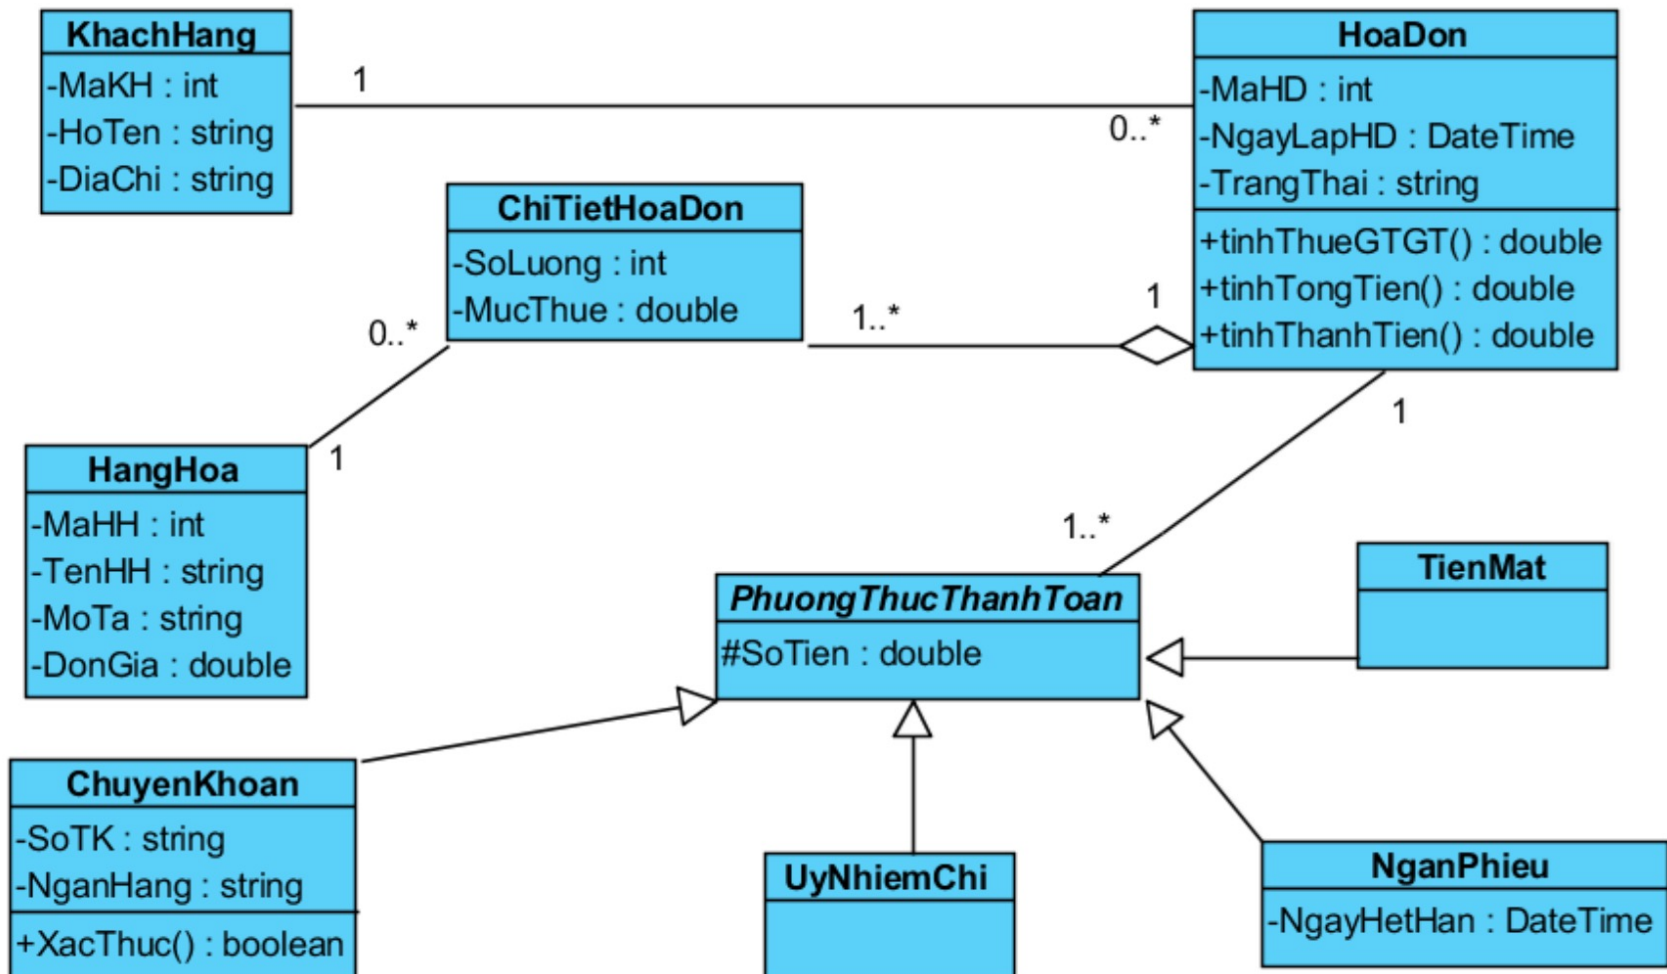 KhachHang
-MaKH : int
-HoTen : string
-DiaChi : string
1
0..*
HoaDon
-MaHD : int
-NgayLapHD : DateTime
-TrangThai : string
+tinhThueGTGT() : double
+tinhTongTien() : double
+tinhThanhTien() : double
ChiTietHoaDon
-SoLuong : int
-MucThue : double
1..*
1
0..*
1
HangHoa
-MaHH : int
-TenHH : string
-MoTa : string
-DonGia : double
1
1..*
PhuongThucThanhToan
#SoTien : double
TienMat
ChuyenKhoan
-SoTK : string
-NganHang : string
+XacThuc() : boolean
UyNhiemChi
NganPhieu
-NgayHetHan : DateTime